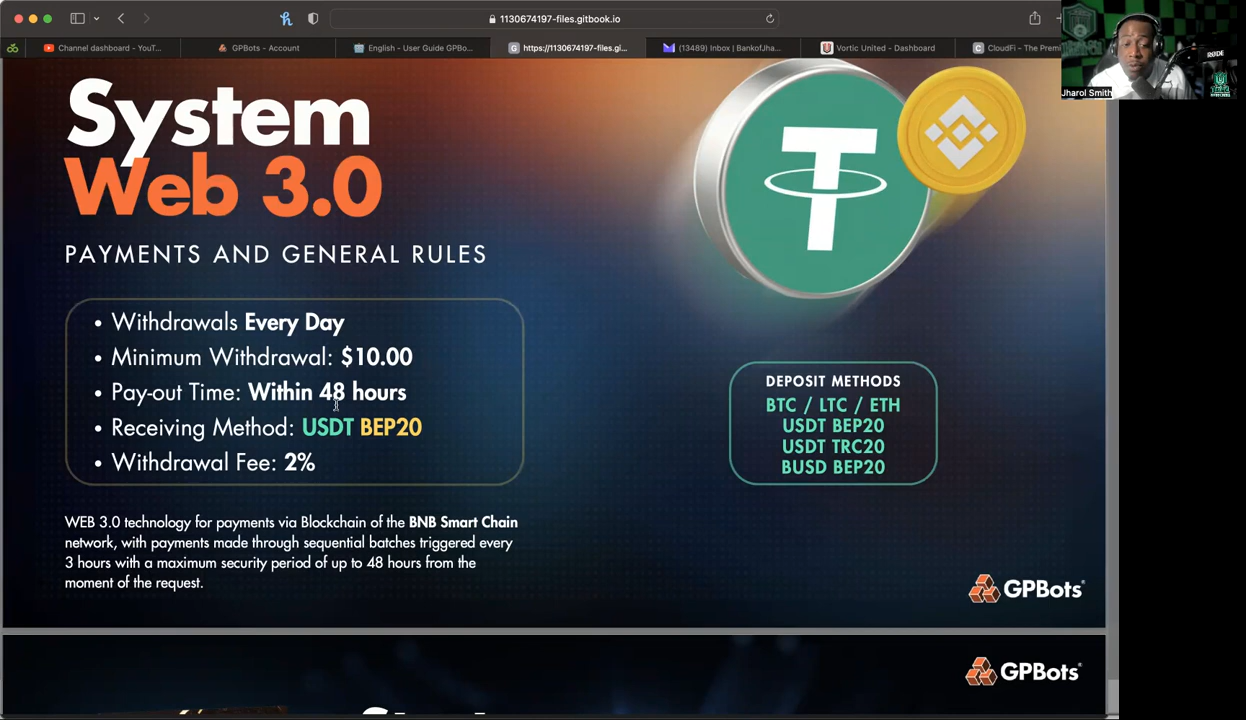 1130674197-files.gitbook.io
Channel dashboard - YouT...
GPBots - Account
English - User Guide GPBo...
https://1130674197-files.gi...
(13489) Inbox | BankofJha...
Vortic United - Dashboard
CloudFi – The Premi
RØDE
Jharol Smith
System
Web 3.0
PAYMENTS AND GENERAL RULES
• Withdrawals Every Day
• Minimum Withdrawal: $10.00
• Pay-out Time: Within 48 hours
• Receiving Method: USDT BEP20
• Withdrawal Fee: 2%
DEPOSIT METHODS
BTC / LTC / ETH
USDT BEP20
USDT TRC20
BUSD BEP20
WEB 3.0 technology for payments via Blockchain of the BNB Smart Chain
network, with payments made through sequential batches triggered every
3 hours with a maximum security period of up to 48 hours from the
moment of the request.
GPBots®
GPBots®